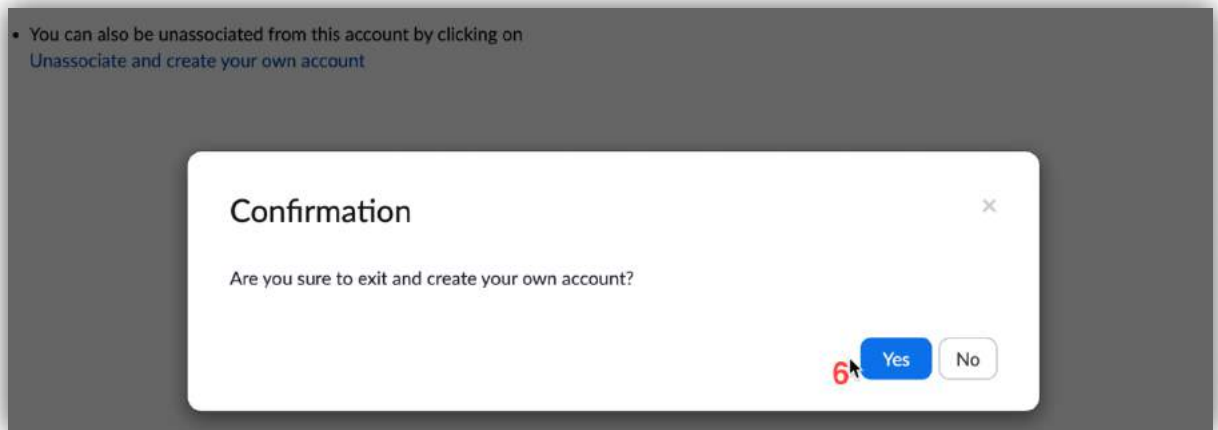 • You can also be unassociated from this account by clicking on
Unassociate and create your own account
Confirmation
×
Are you sure to exit and create your own account?
6
Yes
No